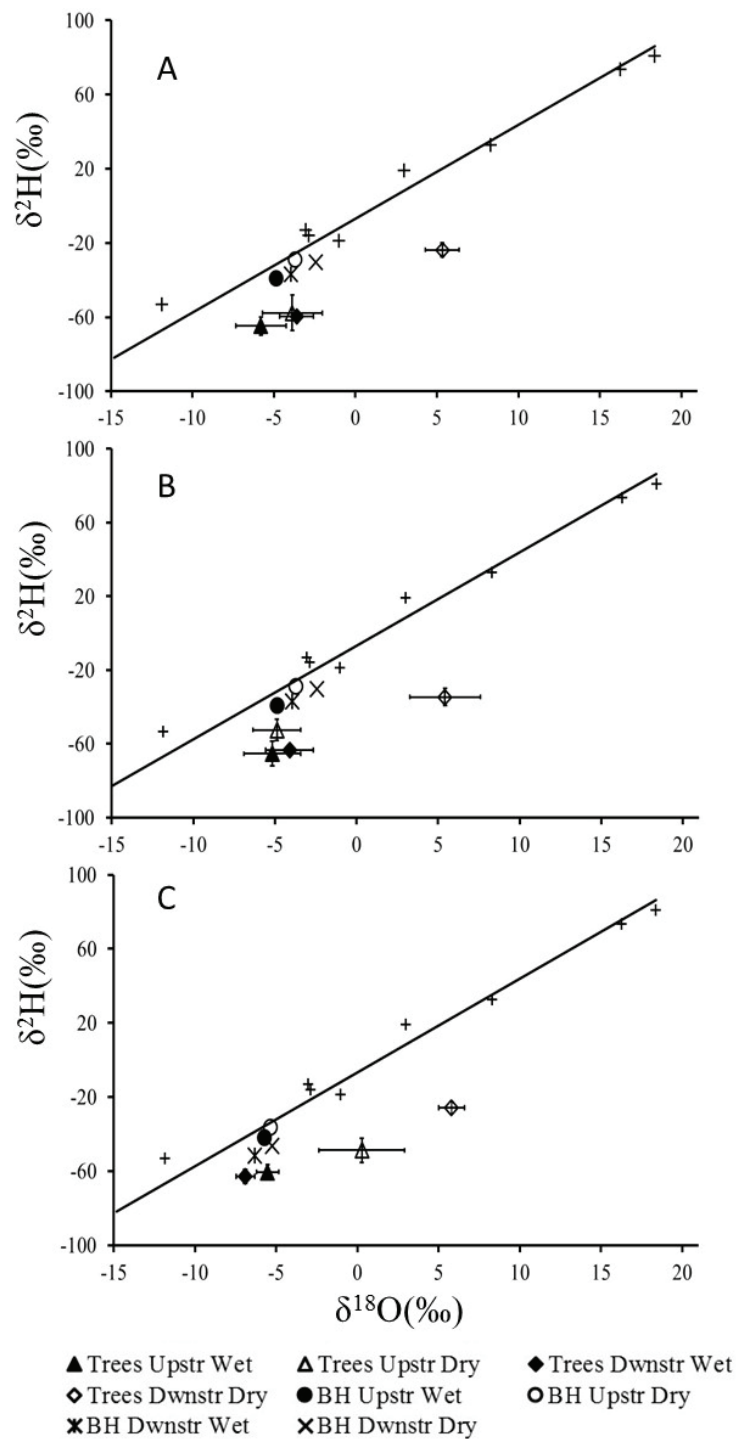 100
A
60
δ²H(‰)
20
-20
-60
-100
-15 -10 -5 0 5 10 15 20
100
B
60
δ²H(‰)
20
-20
-60
-100
-15 -10 -5 0 5 10 15 20
100
C
60
δ²H(‰)
20
-20
-60
-100
-15 -10 -5 0 5 10 15 20
δ¹⁸O(‰)
▲Trees Upstr Wet △Trees Upstr Dry ◆Trees Dwnstr Wet
◇Trees Dwnstr Dry ●BH Upstr Wet ○BH Upstr Dry
ж BH Dwnstr Wet ×BH Dwnstr Dry